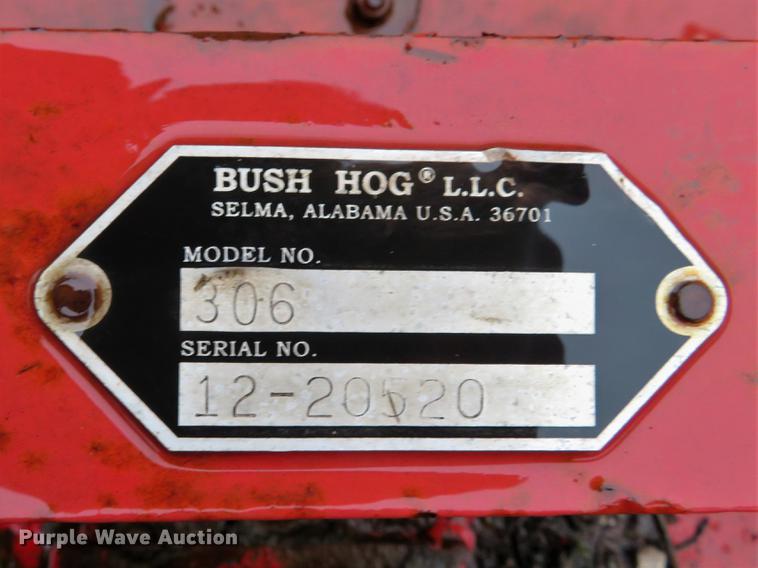 BUSH HOG® L.L.C.
SELMA, ALABAMA U.S.A. 36701
MODEL NO.
306
SERIAL NO.
12-20520
Purple Wave Auction